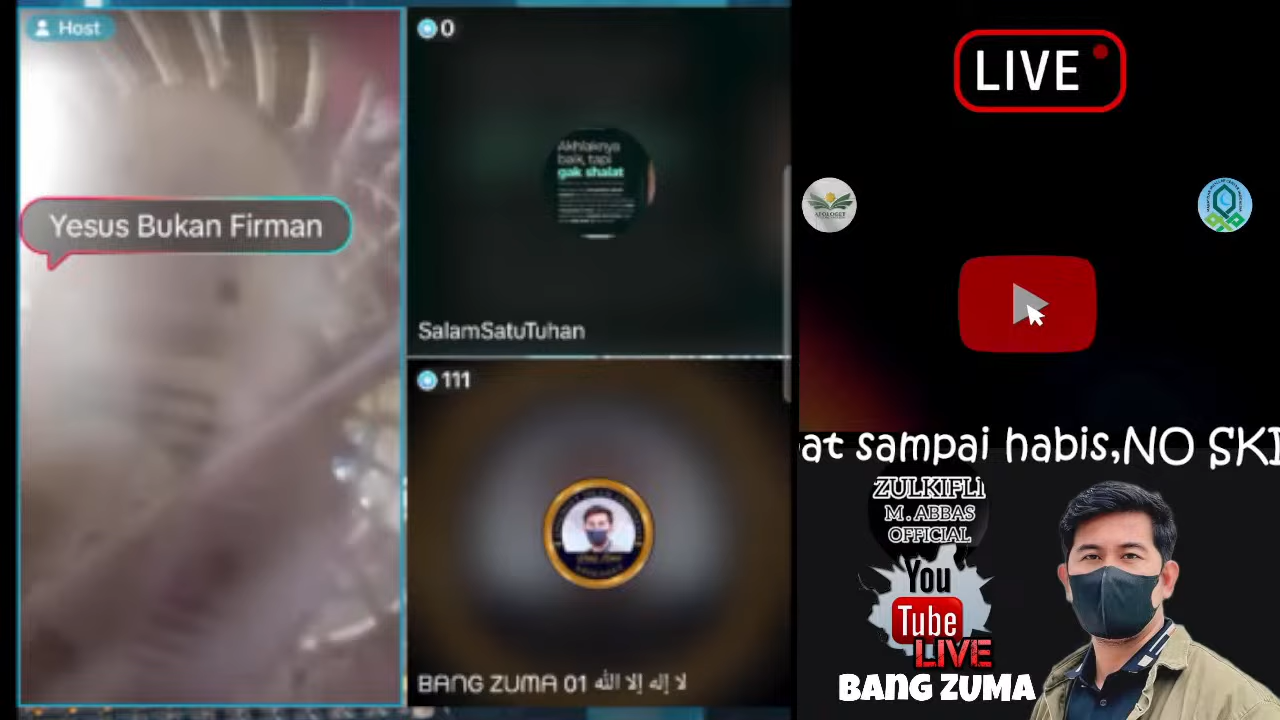 Host
Yesus Bukan Firman
0
Akhlaknya
baik, tapi
gak shalat
SalamSatuTuhan
111
BANG ZUMA 01 لا إله إلا الله
LIVE
APOLOGET
at sampai habis,NO SKI
ZULKIFLI
M. ABBAS
OFFICIAL
You
Tube
LIVE
BANG ZUMA